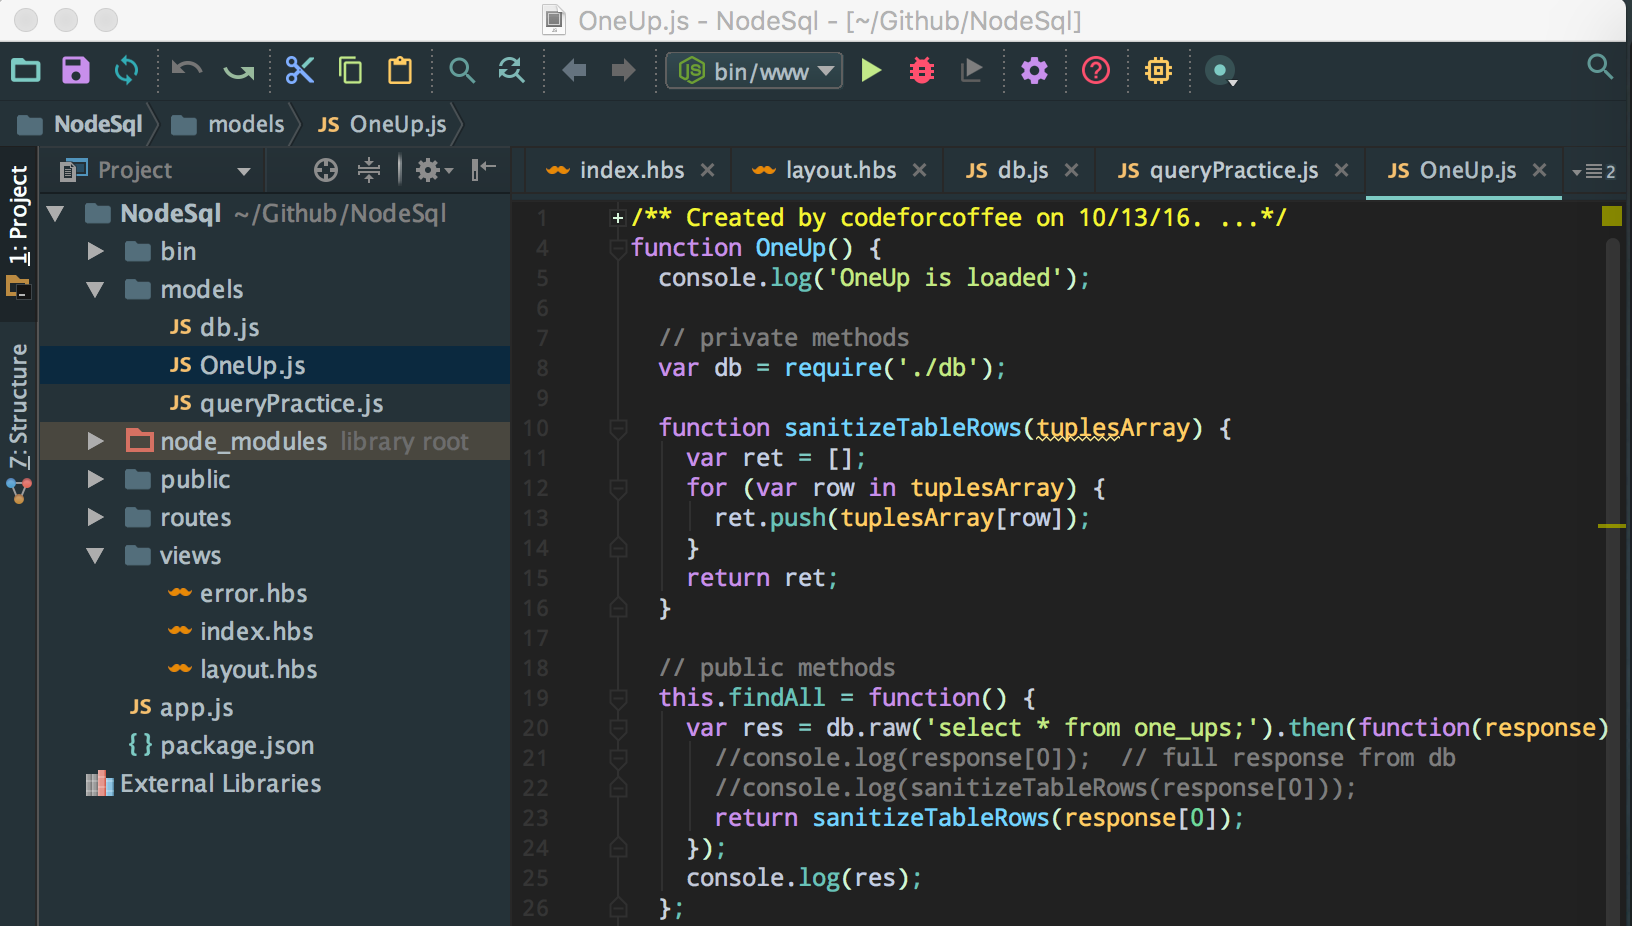 OneUp.js - NodeSql - [~/Github/NodeSql]
JS bin/www
NodeSql models JS OneUp.js
Project
index.hbs layout.hbs JS db.js JS queryPractice.js JS OneUp.js 2
1: Project
7: Structure
NodeSql ~/Github/NodeSql
bin
models
JS db.js
JS OneUp.js
JS queryPractice.js
node_modules library root
public
routes
views
error.hbs
index.hbs
layout.hbs
JS app.js
{} package.json
External Libraries
1 /** Created by codeforcoffee on 10/13/16. ...*/
4 function OneUp() {
5 console.log('OneUp is loaded');
6
7 // private methods
8 var db = require('./db');
9
10 function sanitizeTableRows(tuplesArray) {
11 var ret = [];
12 for (var row in tuplesArray) {
13 ret.push(tuplesArray[row]);
14 }
15 return ret;
16 }
17
18 // public methods
19 this.findAll = function() {
20 var res = db.raw('select * from one_ups;').then(function(response)
21 //console.log(response[0]); // full response from db
22 //console.log(sanitizeTableRows(response[0]));
23 return sanitizeTableRows(response[0]);
24 });
25 console.log(res);
26 };